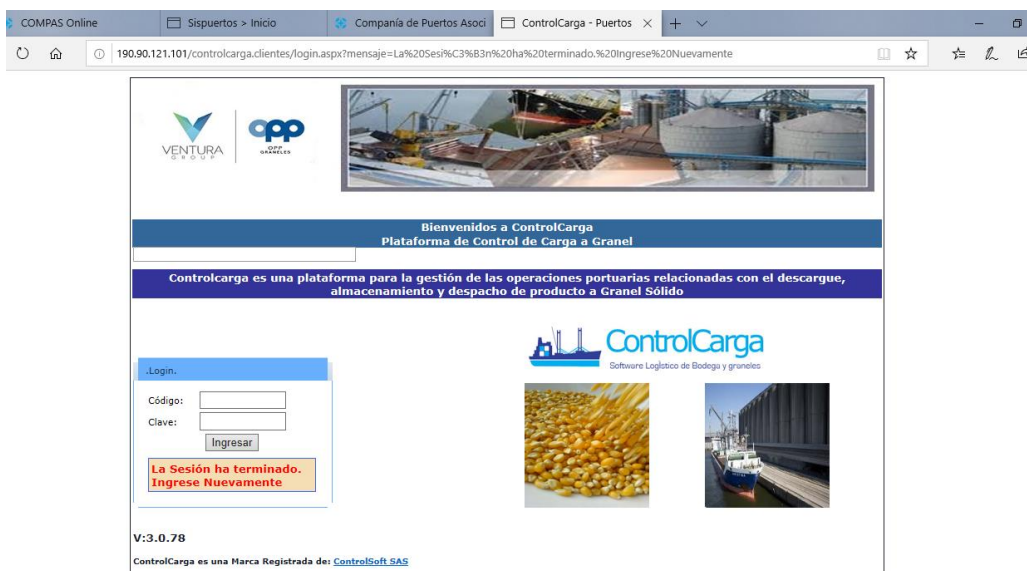 COMPAS Online
Sispuertos > Inicio
Companía de Puertos Asoci
ControlCarga - Puertos
190.90.121.101/controlcarga.clientes/login.aspx?mensaje=La%20Sesi%C3%B3n%20ha%20terminado.%20Ingrese%20Nuevamente
VENTURA
GROUP
opp
OPP
GRANELES
Bienvenidos a ControlCarga
Plataforma de Control de Carga a Granel
Controlcarga es una plataforma para la gestión de las operaciones portuarias relacionadas con el descargue,
almacenamiento y despacho de producto a Granel Sólido
ControlCarga
Software Logístico de Bodega y graneles
.Login.
Código:
Clave:
Ingresar
La Sesión ha terminado.
Ingrese Nuevamente
V:3.0.78
ControlCarga es una Marca Registrada de: ControlSoft SAS